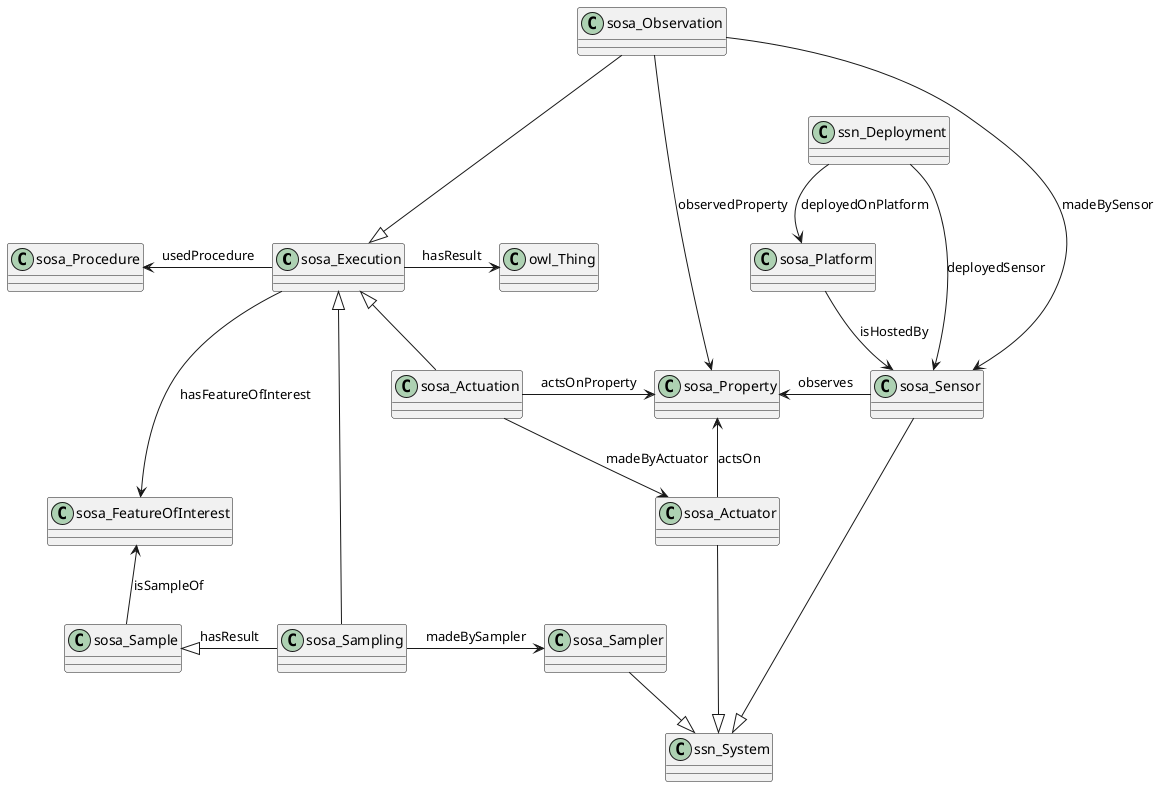 C sosa_Observation
C ssn_Deployment
observedProperty
deployedOnPlatform
madeBySensor
C sosa_Procedure
usedProcedure
C sosa_Execution
hasResult
C owl_Thing
C sosa_Platform
deployedSensor
isHostedBy
hasFeatureOfInterest
C sosa_Actuation
actsOnProperty
C sosa_Property
observes
C sosa_Sensor
madeByActuator
actsOn
C sosa_FeatureOfInterest
C sosa_Actuator
isSampleOf
C sosa_Sample
hasResult
C sosa_Sampling
madeBySampler
C sosa_Sampler
C ssn_System